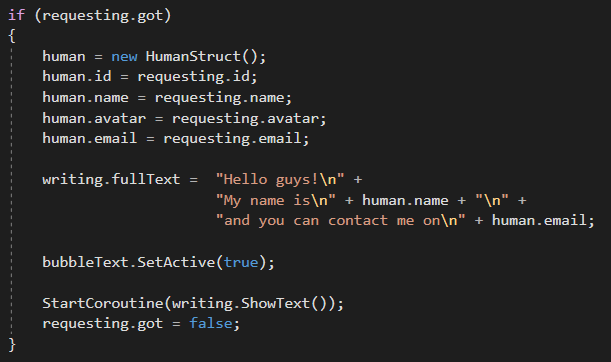 if (requesting.got)
{
    human = new HumanStruct();
    human.id = requesting.id;
    human.name = requesting.name;
    human.avatar = requesting.avatar;
    human.email = requesting.email;

    writing.fullText =  "Hello guys!\n" +
                        "My name is\n" + human.name + "\n" +
                        "and you can contact me on\n" + human.email;

    bubbleText.SetActive(true);

    StartCoroutine(writing.ShowText());
    requesting.got = false;
}